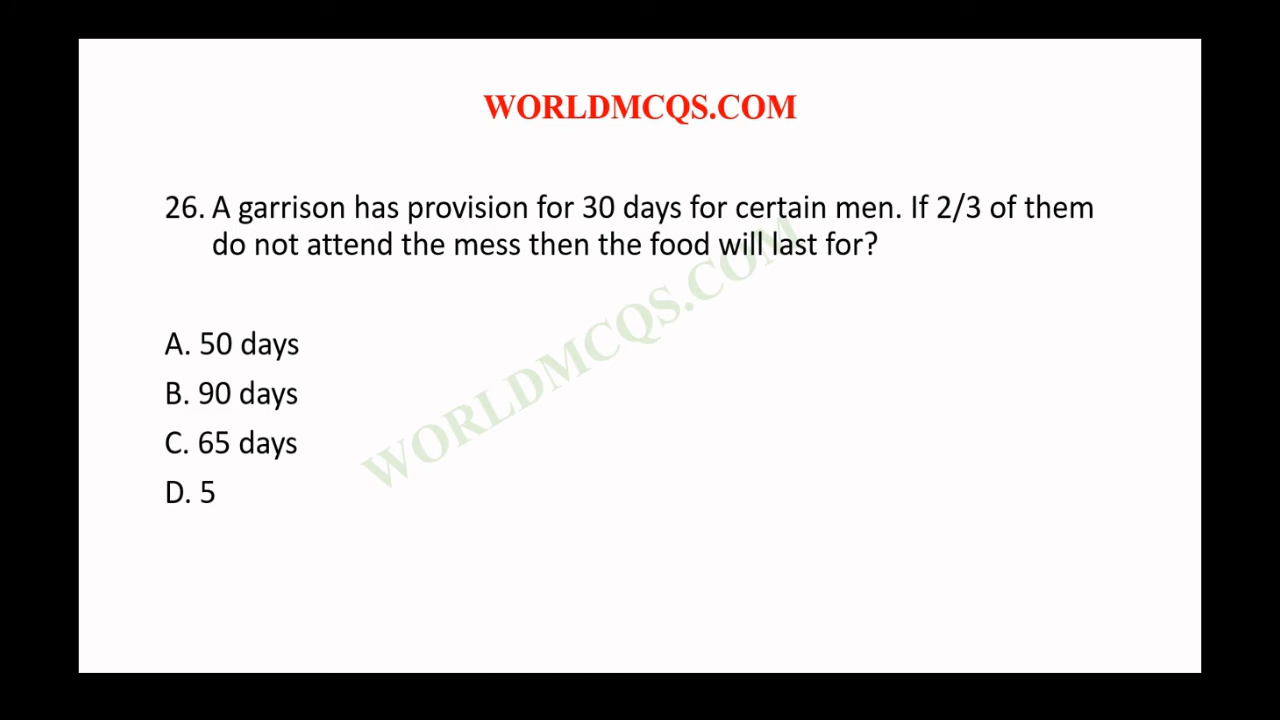 WORLDMCQS.COM
26. A garrison has provision for 30 days for certain men. If 2/3 of them
do not attend the mess then the food will last for?
WORLDMCQS.COM
A. 50 days
B. 90 days
C. 65 days
D. 5